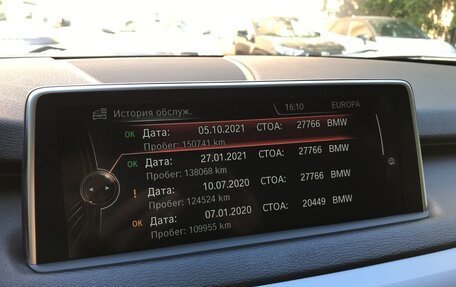 История обслуж. 16:10 EUROPA
OK Дата: 05.10.2021 СТОА: 27766 BMW
Пробег: 150741 km
OK Дата: 27.01.2021 СТОА: 27766 BMW
Пробег: 138068 km
! Дата: 10.07.2020 СТОА: 27766 BMW
Пробег: 124524 km
OK Дата: 07.01.2020 СТОА: 20449 BMW
Пробег: 109955 km